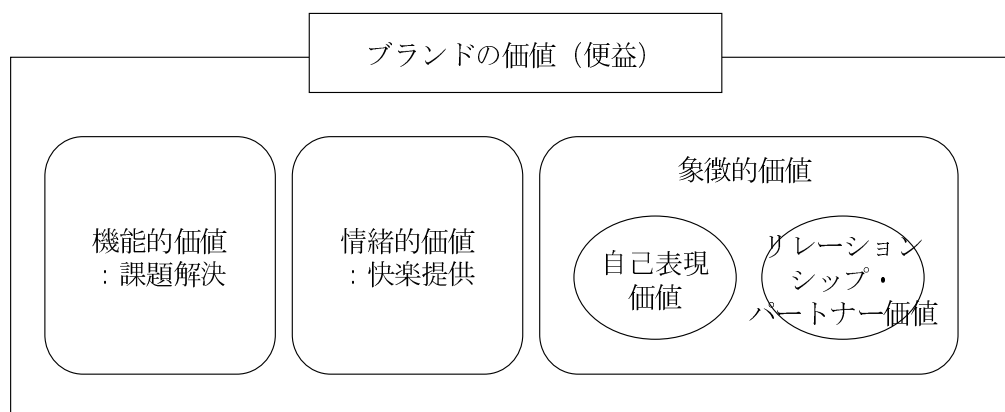 ブランドの価値（便益）
機能的価値
：課題解決
情緒的価値
：快楽提供
象徴的価値
自己表現
価値
リレーション
シップ・
パートナー価値